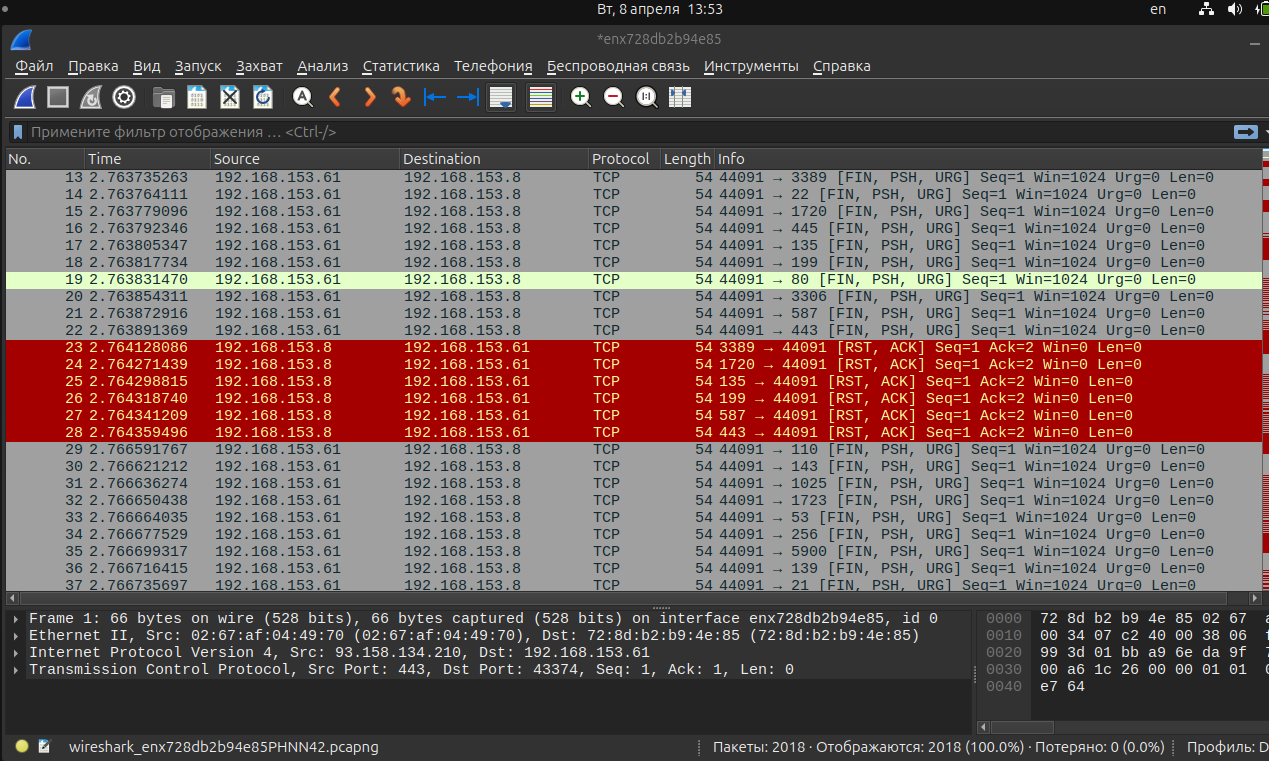 Вт, 8 апреля 13:53 en
*enx728db2b94e85
Файл Правка Вид Запуск Захват Анализ Статистика Телефония Беспроводная связь Инструменты Справка
Примените фильтр отображения … <Ctrl-/>
No. Time Source Destination Protocol Length Info
13 2.763735263 192.168.153.61 192.168.153.8 TCP 54 44091 → 3389 [FIN, PSH, URG] Seq=1 Win=1024 Urg=0 Len=0
14 2.763764111 192.168.153.61 192.168.153.8 TCP 54 44091 → 22 [FIN, PSH, URG] Seq=1 Win=1024 Urg=0 Len=0
15 2.763779096 192.168.153.61 192.168.153.8 TCP 54 44091 → 1720 [FIN, PSH, URG] Seq=1 Win=1024 Urg=0 Len=0
16 2.763792346 192.168.153.61 192.168.153.8 TCP 54 44091 → 445 [FIN, PSH, URG] Seq=1 Win=1024 Urg=0 Len=0
17 2.763805347 192.168.153.61 192.168.153.8 TCP 54 44091 → 135 [FIN, PSH, URG] Seq=1 Win=1024 Urg=0 Len=0
18 2.763817734 192.168.153.61 192.168.153.8 TCP 54 44091 → 199 [FIN, PSH, URG] Seq=1 Win=1024 Urg=0 Len=0
19 2.763831470 192.168.153.61 192.168.153.8 TCP 54 44091 → 80 [FIN, PSH, URG] Seq=1 Win=1024 Urg=0 Len=0
20 2.763854311 192.168.153.61 192.168.153.8 TCP 54 44091 → 3306 [FIN, PSH, URG] Seq=1 Win=1024 Urg=0 Len=0
21 2.763872916 192.168.153.61 192.168.153.8 TCP 54 44091 → 587 [FIN, PSH, URG] Seq=1 Win=1024 Urg=0 Len=0
22 2.763891369 192.168.153.61 192.168.153.8 TCP 54 44091 → 443 [FIN, PSH, URG] Seq=1 Win=1024 Urg=0 Len=0
23 2.764128086 192.168.153.8 192.168.153.61 TCP 54 3389 → 44091 [RST, ACK] Seq=1 Ack=2 Win=0 Len=0
24 2.764271439 192.168.153.8 192.168.153.61 TCP 54 1720 → 44091 [RST, ACK] Seq=1 Ack=2 Win=0 Len=0
25 2.764298815 192.168.153.8 192.168.153.61 TCP 54 135 → 44091 [RST, ACK] Seq=1 Ack=2 Win=0 Len=0
26 2.764318740 192.168.153.8 192.168.153.61 TCP 54 199 → 44091 [RST, ACK] Seq=1 Ack=2 Win=0 Len=0
27 2.764341209 192.168.153.8 192.168.153.61 TCP 54 587 → 44091 [RST, ACK] Seq=1 Ack=2 Win=0 Len=0
28 2.764359496 192.168.153.8 192.168.153.61 TCP 54 443 → 44091 [RST, ACK] Seq=1 Ack=2 Win=0 Len=0
29 2.766591767 192.168.153.61 192.168.153.8 TCP 54 44091 → 110 [FIN, PSH, URG] Seq=1 Win=1024 Urg=0 Len=0
30 2.766621212 192.168.153.61 192.168.153.8 TCP 54 44091 → 143 [FIN, PSH, URG] Seq=1 Win=1024 Urg=0 Len=0
31 2.766636274 192.168.153.61 192.168.153.8 TCP 54 44091 → 1025 [FIN, PSH, URG] Seq=1 Win=1024 Urg=0 Len=0
32 2.766650438 192.168.153.61 192.168.153.8 TCP 54 44091 → 1723 [FIN, PSH, URG] Seq=1 Win=1024 Urg=0 Len=0
33 2.766664035 192.168.153.61 192.168.153.8 TCP 54 44091 → 53 [FIN, PSH, URG] Seq=1 Win=1024 Urg=0 Len=0
34 2.766677529 192.168.153.61 192.168.153.8 TCP 54 44091 → 256 [FIN, PSH, URG] Seq=1 Win=1024 Urg=0 Len=0
35 2.766699317 192.168.153.61 192.168.153.8 TCP 54 44091 → 5900 [FIN, PSH, URG] Seq=1 Win=1024 Urg=0 Len=0
36 2.766716415 192.168.153.61 192.168.153.8 TCP 54 44091 → 139 [FIN, PSH, URG] Seq=1 Win=1024 Urg=0 Len=0
37 2.766735697 192.168.153.61 192.168.153.8 TCP 54 44091 → 21 [FIN, PSH, URG] Seq=1 Win=1024 Urg=0 Len=0
Frame 1: 66 bytes on wire (528 bits), 66 bytes captured (528 bits) on interface enx728db2b94e85, id 0
Ethernet II, Src: 02:67:af:04:49:70 (02:67:af:04:49:70), Dst: 72:8d:b2:b9:4e:85 (72:8d:b2:b9:4e:85)
Internet Protocol Version 4, Src: 93.158.134.210, Dst: 192.168.153.61
Transmission Control Protocol, Src Port: 443, Dst Port: 43374, Seq: 1, Ack: 1, Len: 0
0000 72 8d b2 b9 4e 85 02 67
0010 00 34 07 c2 40 00 38 06
0020 99 3d 01 bb a9 6e da 9f
0030 00 a6 1c 26 00 00 01 01
0040 e7 64
wireshark_enx728db2b94e85PHNN42.pcapng Пакеты: 2018 · Отображаются: 2018 (100.0%) · Потеряно: 0 (0.0%) Профиль: D